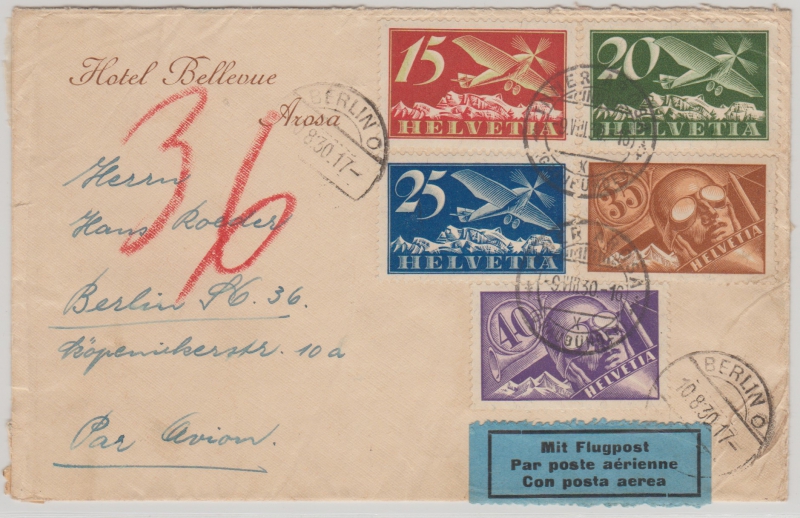 Hotel Bellevue
Arosa
36
Herrn
Hans Roeder
Berlin SO. 36.
Köpenickerstr. 10a
Par Avion.
15
HELVETIA
20
HELVETIA
25
HELVETIA
35
HELVETIA
40
HELVETIA
BERLIN O
10.8.30.17-
BERLIN O
10.8.30.17-
Mit Flugpost
Par poste aérienne
Con posta aerea